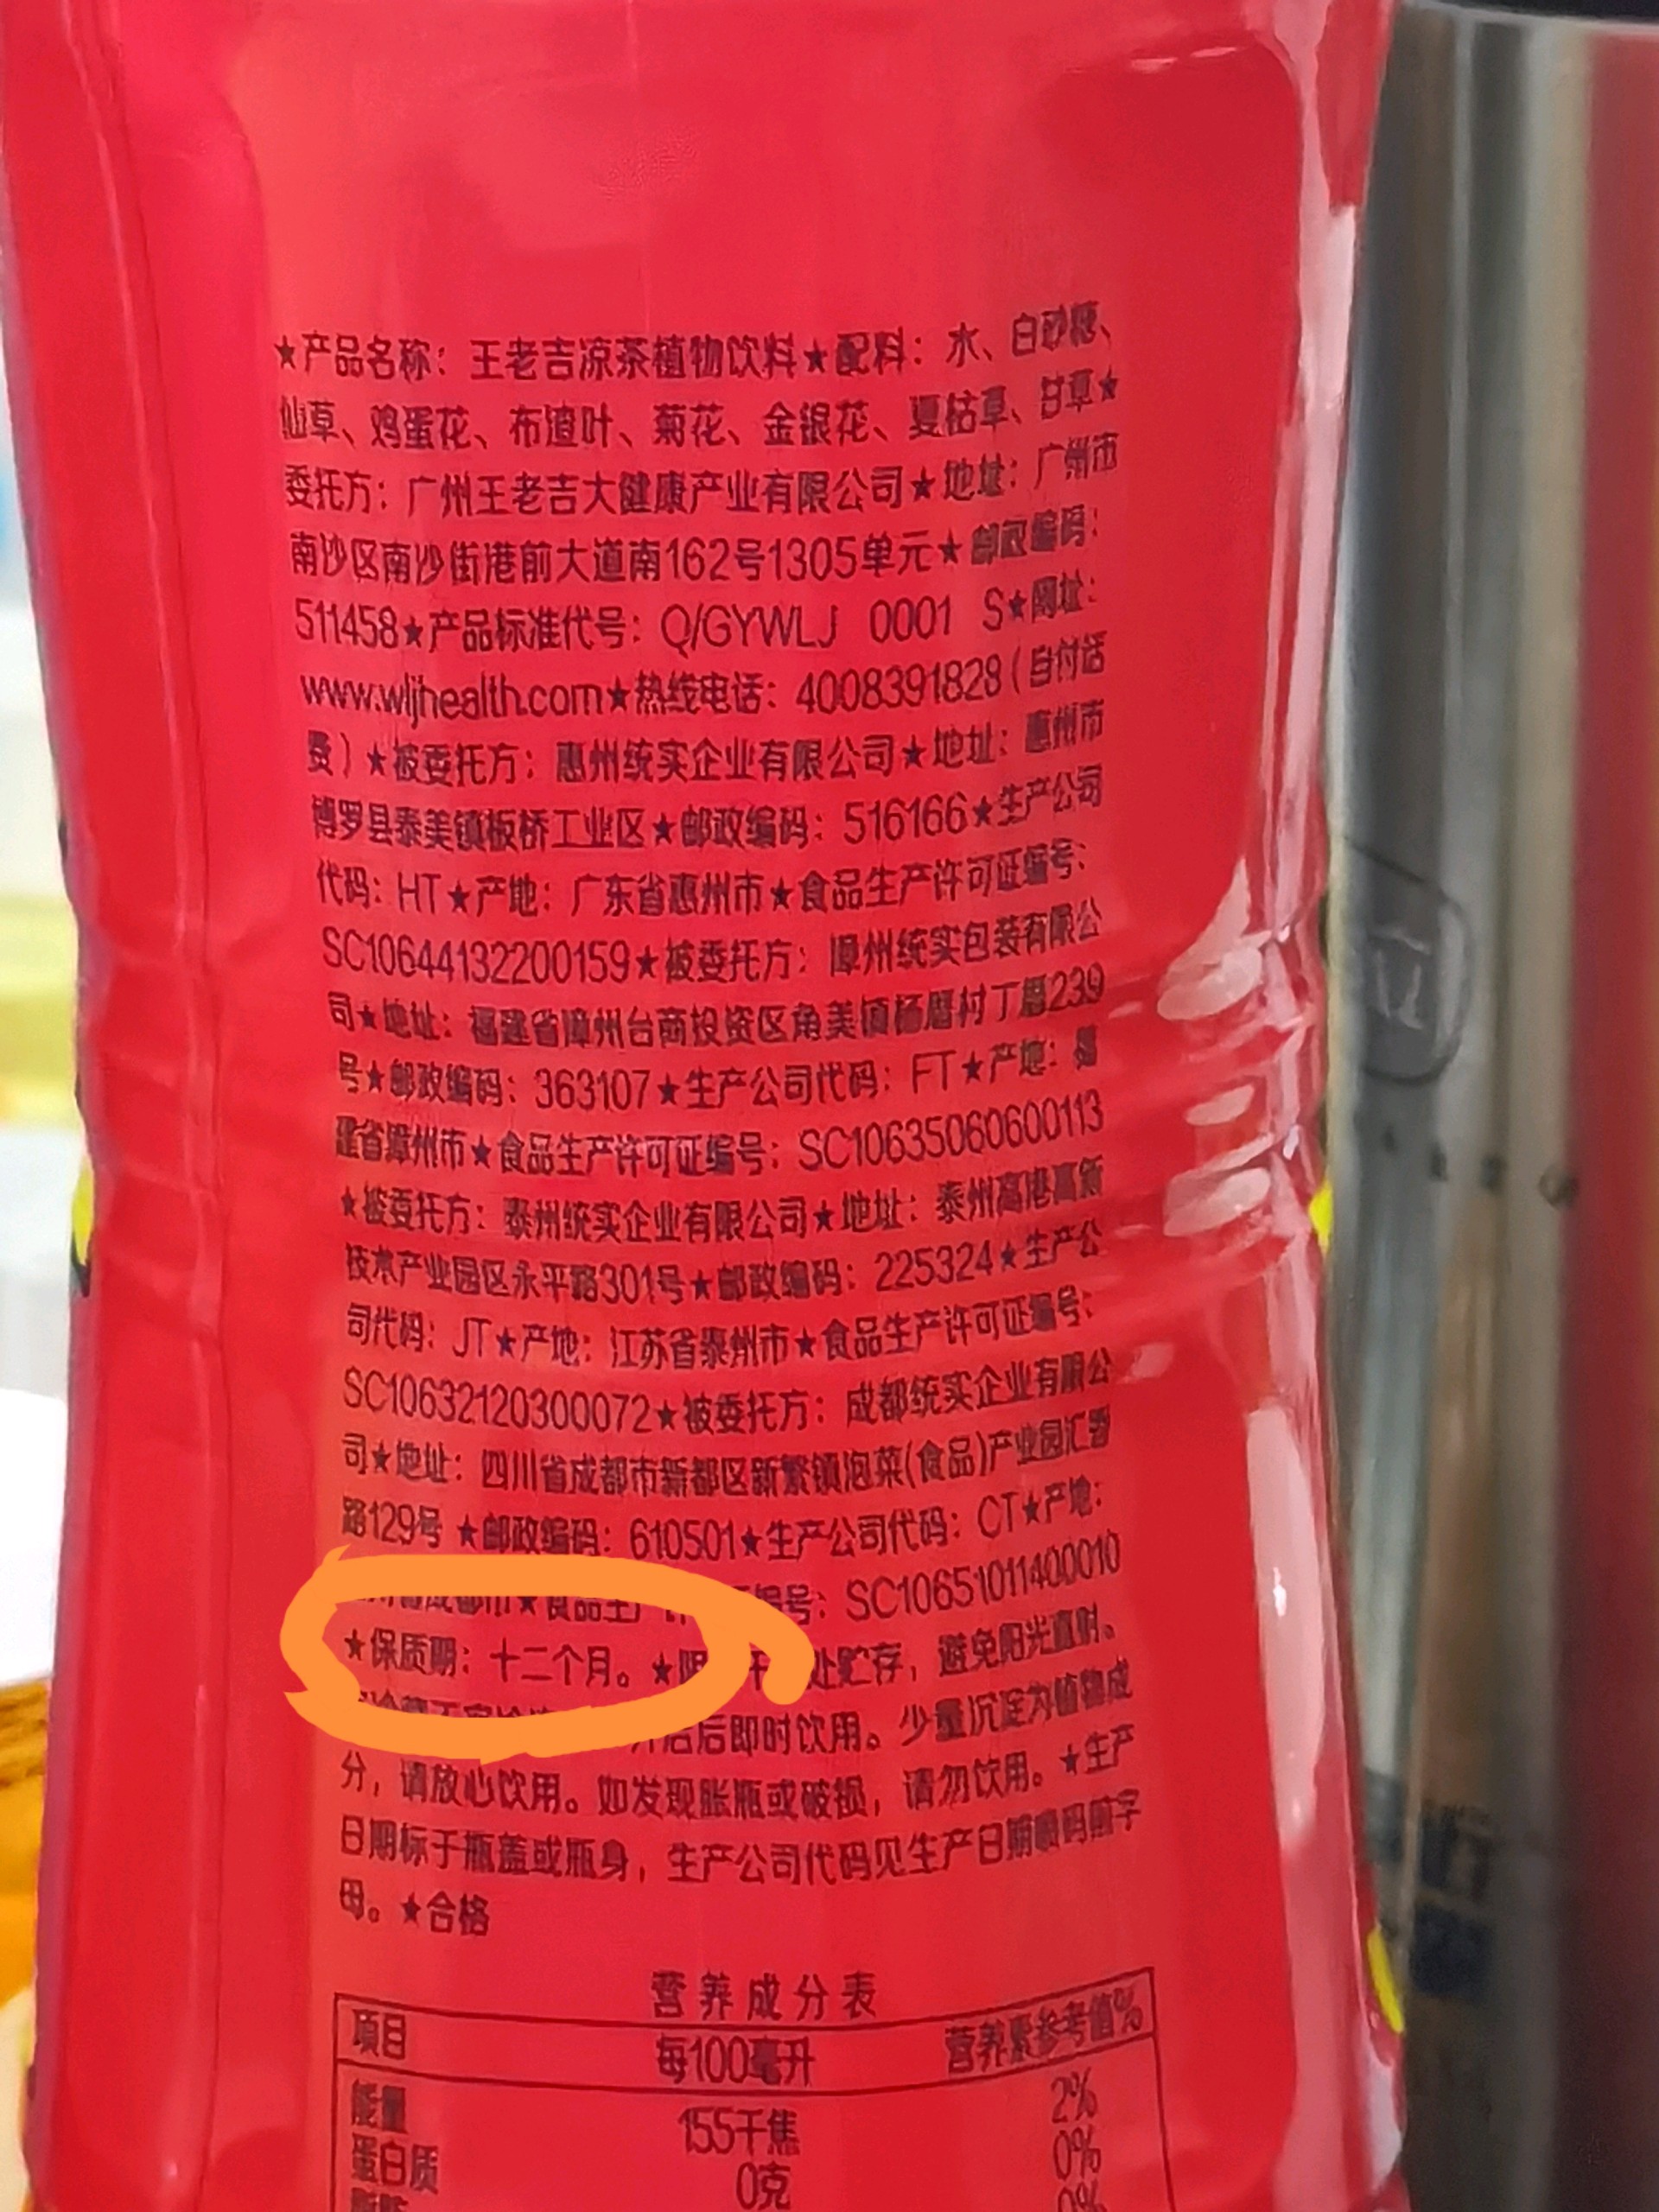 ★产品名称：王老吉凉茶植物饮料★配料：水、白砂糖、
仙草、鸡蛋花、布渣叶、菊花、金银花、夏枯草、甘草★
委托方：广州王老吉大健康产业有限公司★地址：广州市
南沙区南沙街港前大道南162号1305单元★邮政编码：
511458★产品标准代号：Q/GYWLJ 0001 S★网址：
www.wljhealth.com★热线电话：4008391828（自付话
费）★被委托方：惠州统实企业有限公司★地址：惠州市
博罗县泰美镇板桥工业区★邮政编码：516166★生产公司
代码：HT★产地：广东省惠州市★食品生产许可证编号：
SC10644132200159★被委托方：漳州统实包装有限公
司★地址：福建省漳州台商投资区角美镇杨厝村丁厝239
号★邮政编码：363107★生产公司代码：FT★产地：福
建省漳州市★食品生产许可证编号：SC10635060600113
★被委托方：泰州统实企业有限公司★地址：泰州高港高新
技术产业园区永平路301号★邮政编码：225324★生产公
司代码：JT★产地：江苏省泰州市★食品生产许可证编号：
SC10632120300072★被委托方：成都统实企业有限公
司★地址：四川省成都市新都区新繁镇泡菜(食品)产业园汇香
路129号★邮政编码：610501★生产公司代码：CT★产地：
成都市★食品生产许 编号：SC10651011400010
★保质期：十二个月。★ 处贮存，避免阳光直射。
开启后即时饮用。少量沉淀为植物成
分，请放心饮用。如发现胀瓶或破损，请勿饮用。★生产
日期标于瓶盖或瓶身，生产公司代码见生产日期喷码前字
母。★合格
营养成分表
项目 每100毫升 营养素参考值%
能量 155千焦 2%
蛋白质 0克 0%
脂肪 0%